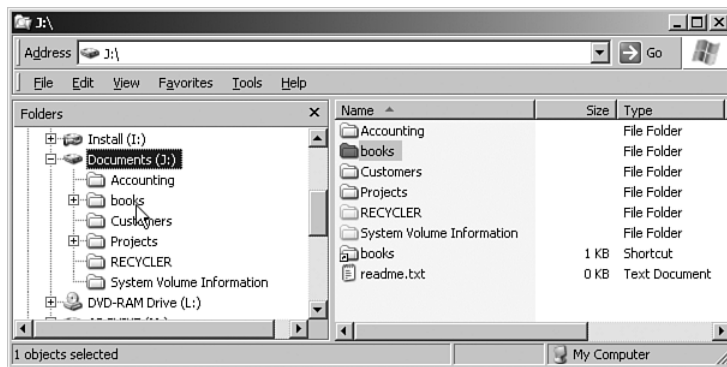 J:\
Address J:\ Go
File Edit View Favorites Tools Help
Folders
Install (I:)
Documents (J:)
Accounting
books
Customers
Projects
RECYCLER
System Volume Information
DVD-RAM Drive (L:)
Name Size Type
Accounting File Folder
books File Folder
Customers File Folder
Projects File Folder
RECYCLER File Folder
System Volume Information File Folder
books 1 KB Shortcut
readme.txt 0 KB Text Document
1 objects selected My Computer